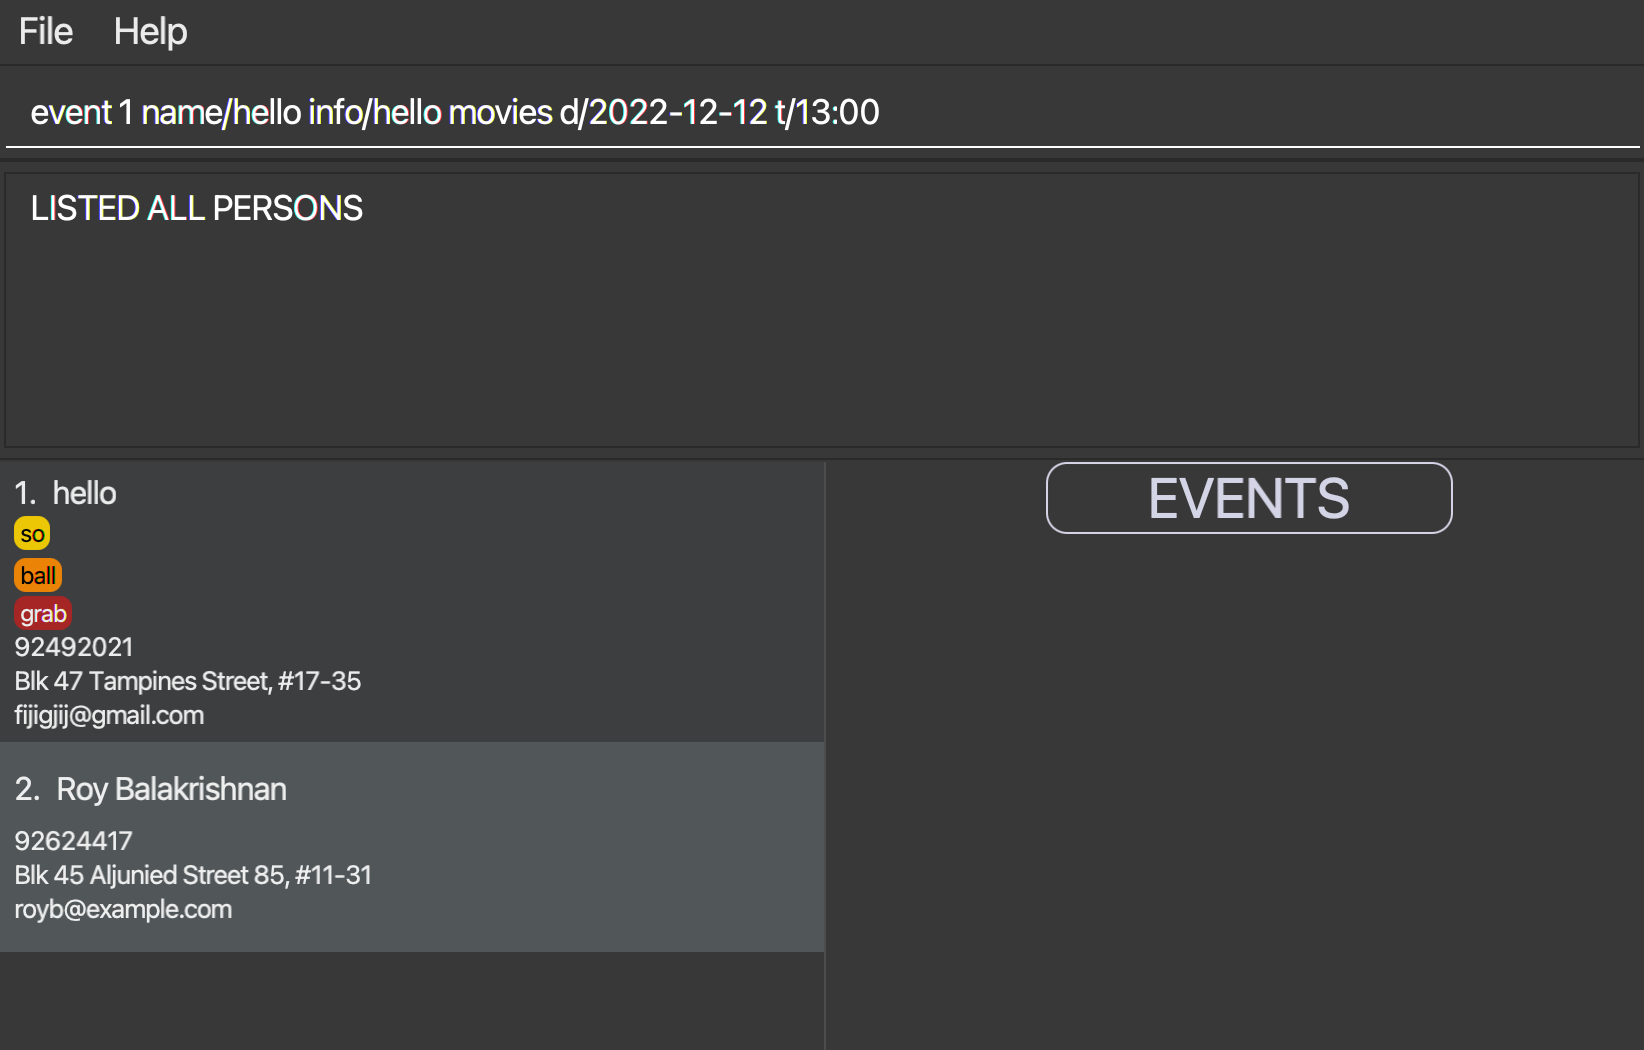 File Help
event 1 name/hello info/hello movies d/2022-12-12 t/13:00
LISTED ALL PERSONS
1. hello
so
ball
grab
92492021
Blk 47 Tampines Street, #17-35
fijigjij@gmail.com
2. Roy Balakrishnan
92624417
Blk 45 Aljunied Street 85, #11-31
royb@example.com
EVENTS